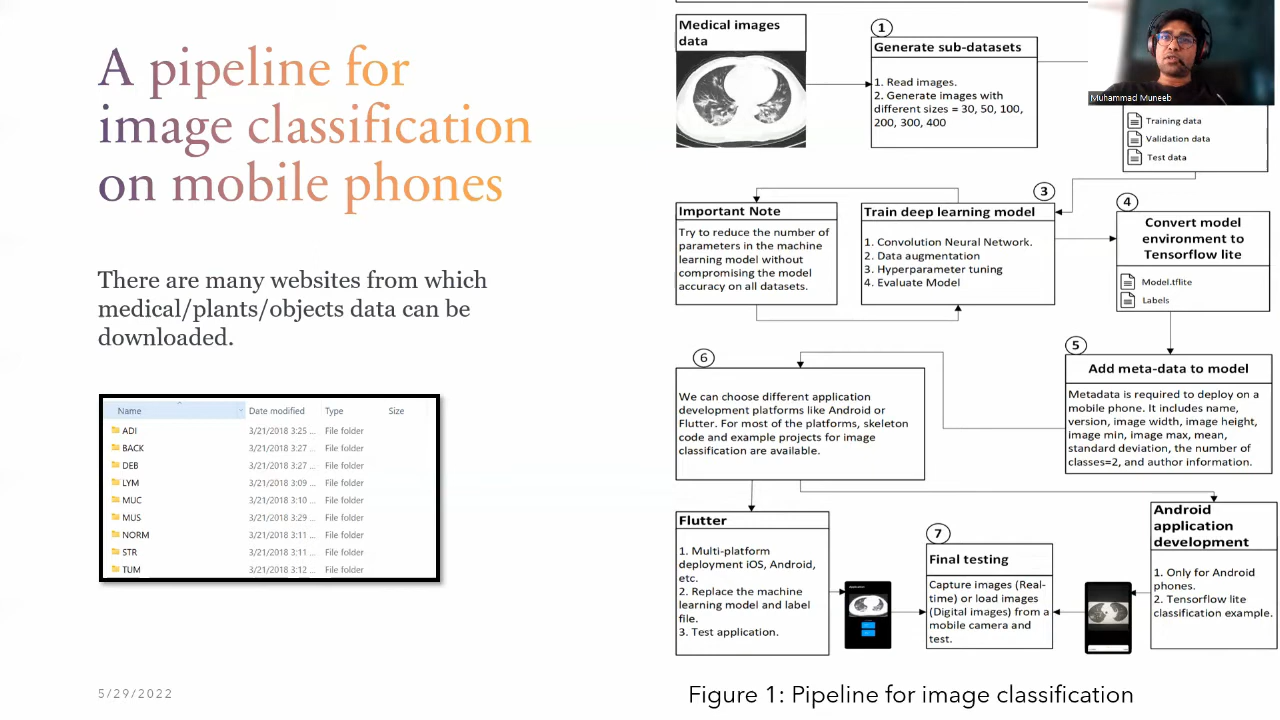 A pipeline for
image classification
on mobile phones
There are many websites from which
medical/plants/objects data can be
downloaded.
Name Date modified Type Size
ADI 3/21/2018 3:25 ... File folder
BACK 3/21/2018 3:27 ... File folder
DEB 3/21/2018 3:27 ... File folder
LYM 3/21/2018 3:09 ... File folder
MUC 3/21/2018 3:10 ... File folder
MUS 3/21/2018 3:29 ... File folder
NORM 3/21/2018 3:11 ... File folder
STR 3/21/2018 3:11 ... File folder
TUM 3/21/2018 3:12 ... File folder
5/29/2022
Medical images
data
1
Generate sub-datasets
1. Read images.
2. Generate images with
different sizes = 30, 50, 100,
200, 300, 400
Muhammad Muneeb
Training data
Validation data
Test data
Important Note
Try to reduce the number of
parameters in the machine
learning model without
compromising the model
accuracy on all datasets.
3
Train deep learning model
1. Convolution Neural Network.
2. Data augmentation
3. Hyperparameter tuning
4. Evaluate Model
4
Convert model
environment to
Tensorflow lite
Model.tflite
Labels
5
Add meta-data to model
Metadata is required to deploy on a
mobile phone. It includes name,
version, image width, image height,
image min, image max, mean,
standard deviation, the number of
classes=2, and author information.
6
We can choose different application
development platforms like Android or
Flutter. For most of the platforms, skeleton
code and example projects for image
classification are available.
Flutter
1. Multi-platform
deployment iOS, Android,
etc.
2. Replace the machine
learning model and label
file.
3. Test application.
7
Final testing
Capture images (Real-
time) or load images
(Digital images) from a
mobile camera and
test.
Android
application
development
1. Only for Android
phones.
2. Tensorflow lite
classification example.
Figure 1: Pipeline for image classification